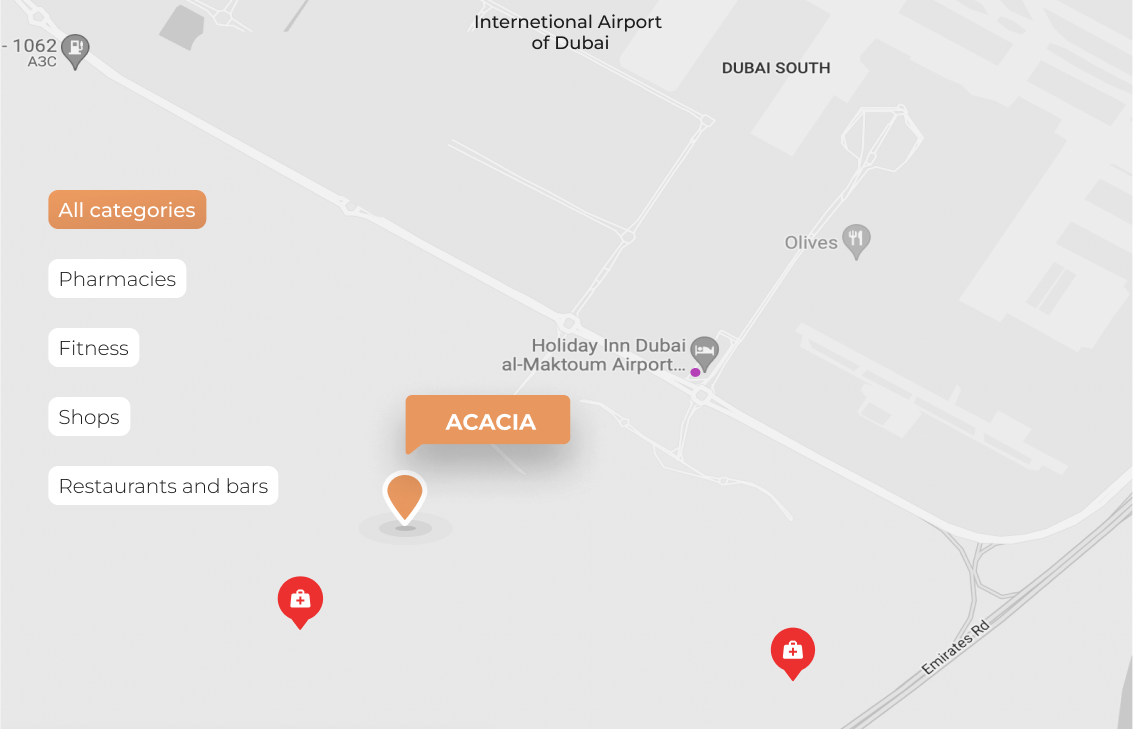 Internetional Airport
of Dubai
- 1062
АЗС
DUBAI SOUTH
All categories
Olives
Pharmacies
Fitness
Holiday Inn Dubai
al-Maktoum Airport...
Shops
ACACIA
Restaurants and bars
Emirates Rd